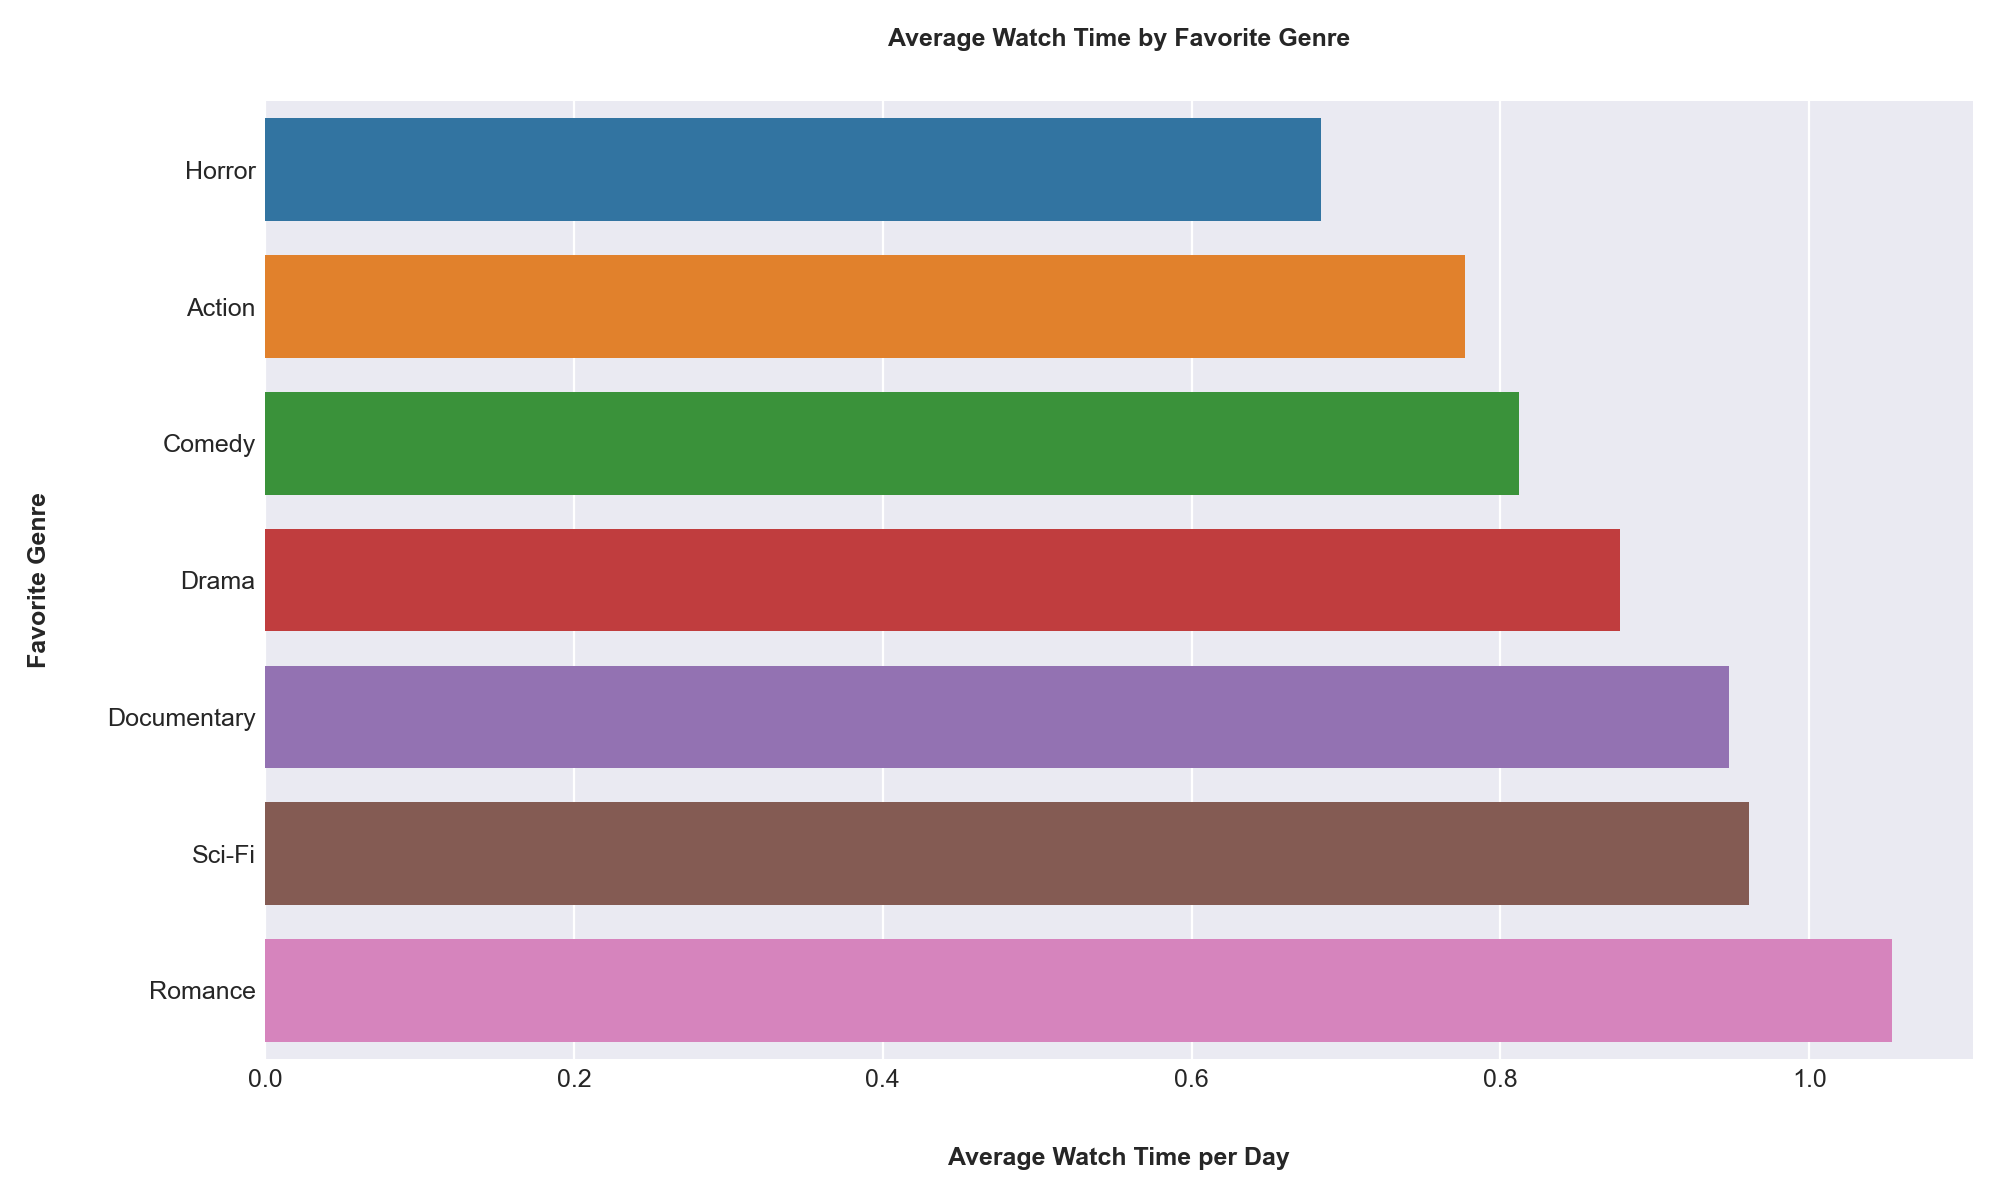 Average Watch Time by Favorite Genre
Favorite Genre
Horror
Action
Comedy
Drama
Documentary
Sci-Fi
Romance
0.0 0.2 0.4 0.6 0.8 1.0
Average Watch Time per Day